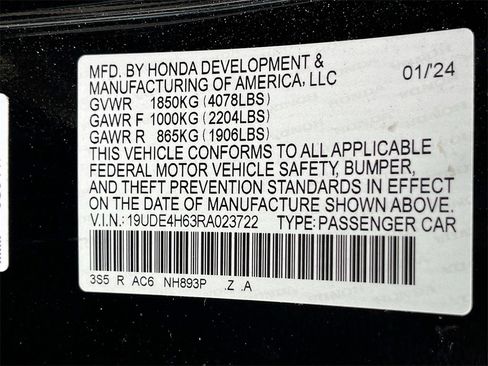 MFD. BY HONDA DEVELOPMENT &
MANUFACTURING OF AMERICA, LLC 01/'24
GVWR 1850KG (4078LBS)
GAWR F 1000KG (2204LBS)
GAWR R 865KG (1906LBS)
THIS VEHICLE CONFORMS TO ALL APPLICABLE
FEDERAL MOTOR VEHICLE SAFETY, BUMPER,
AND THEFT PREVENTION STANDARDS IN EFFECT
ON THE DATE OF MANUFACTURE SHOWN ABOVE.
V.I.N.: 19UDE4H63RA023722 TYPE: PASSENGER CAR
3S5 R AC6 NH893P .Z .A